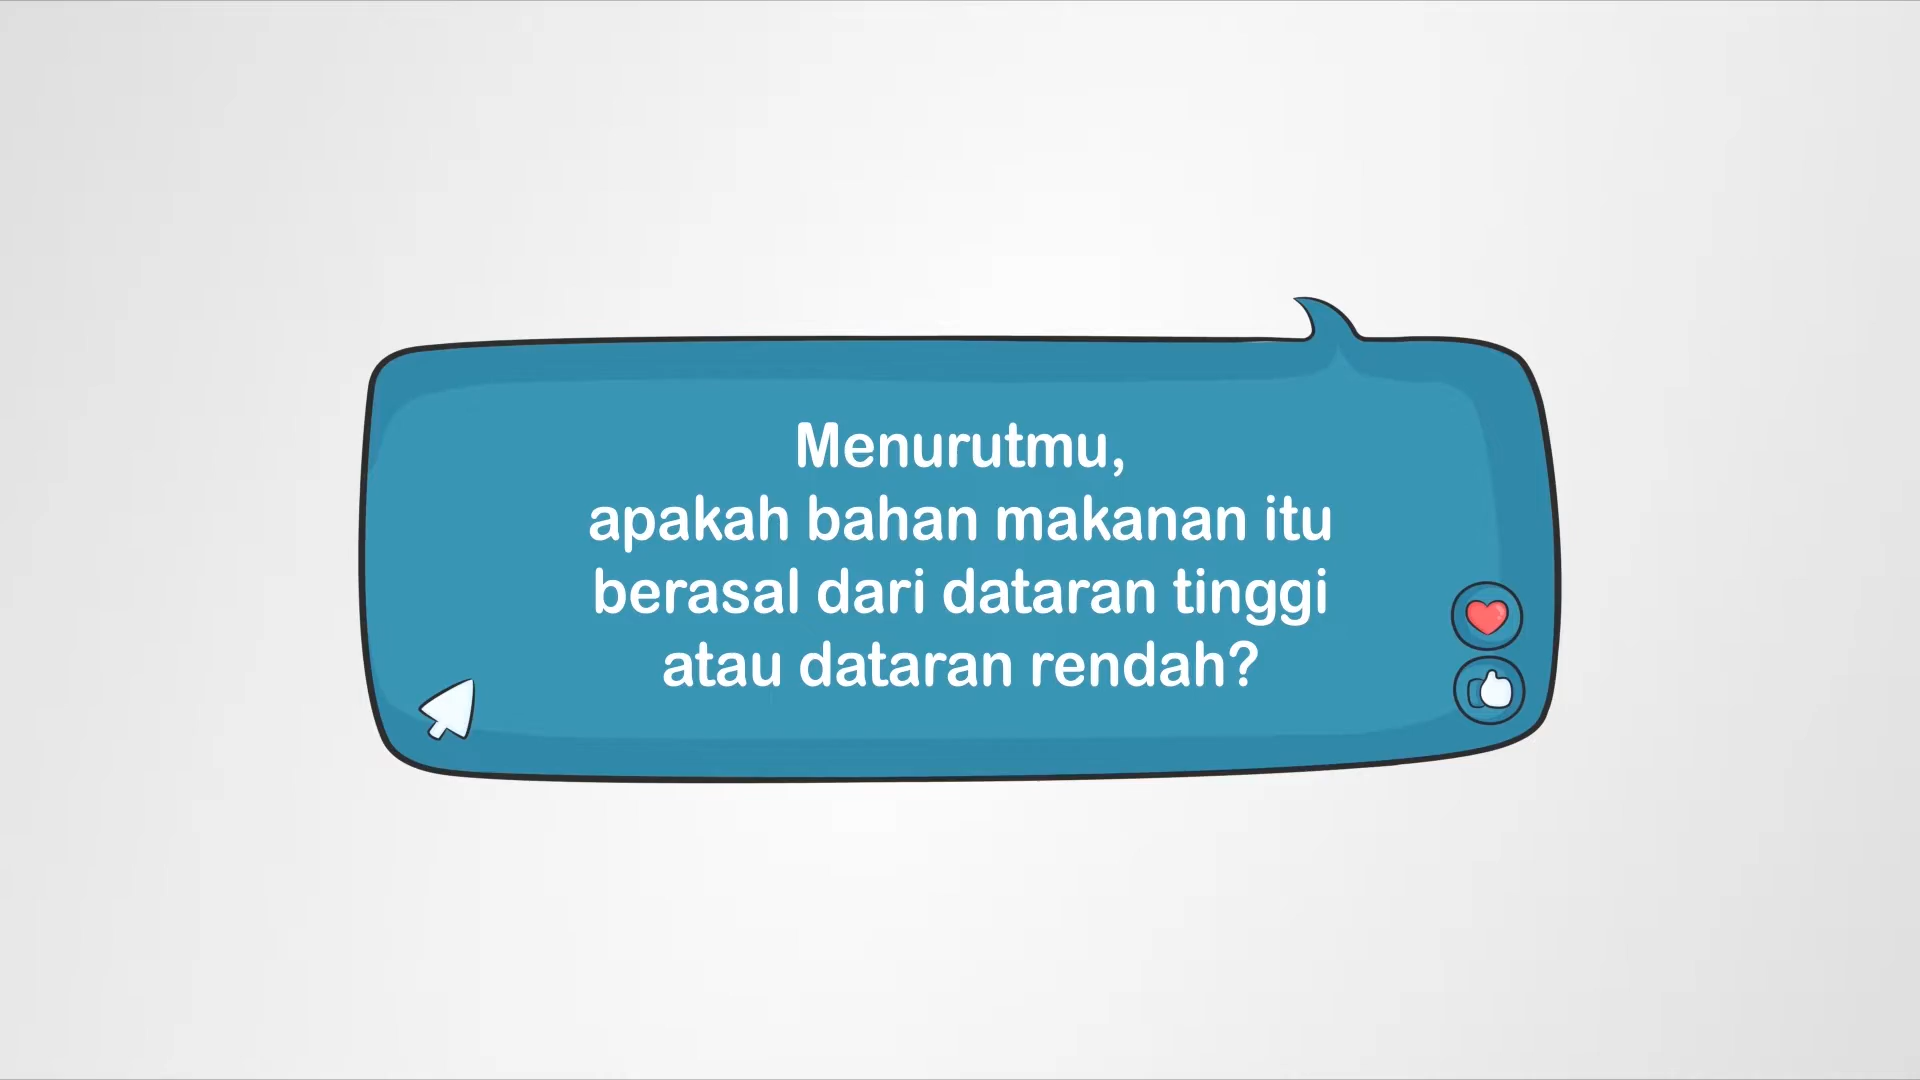 Menurutmu,
apakah bahan makanan itu
berasal dari dataran tinggi
atau dataran rendah?